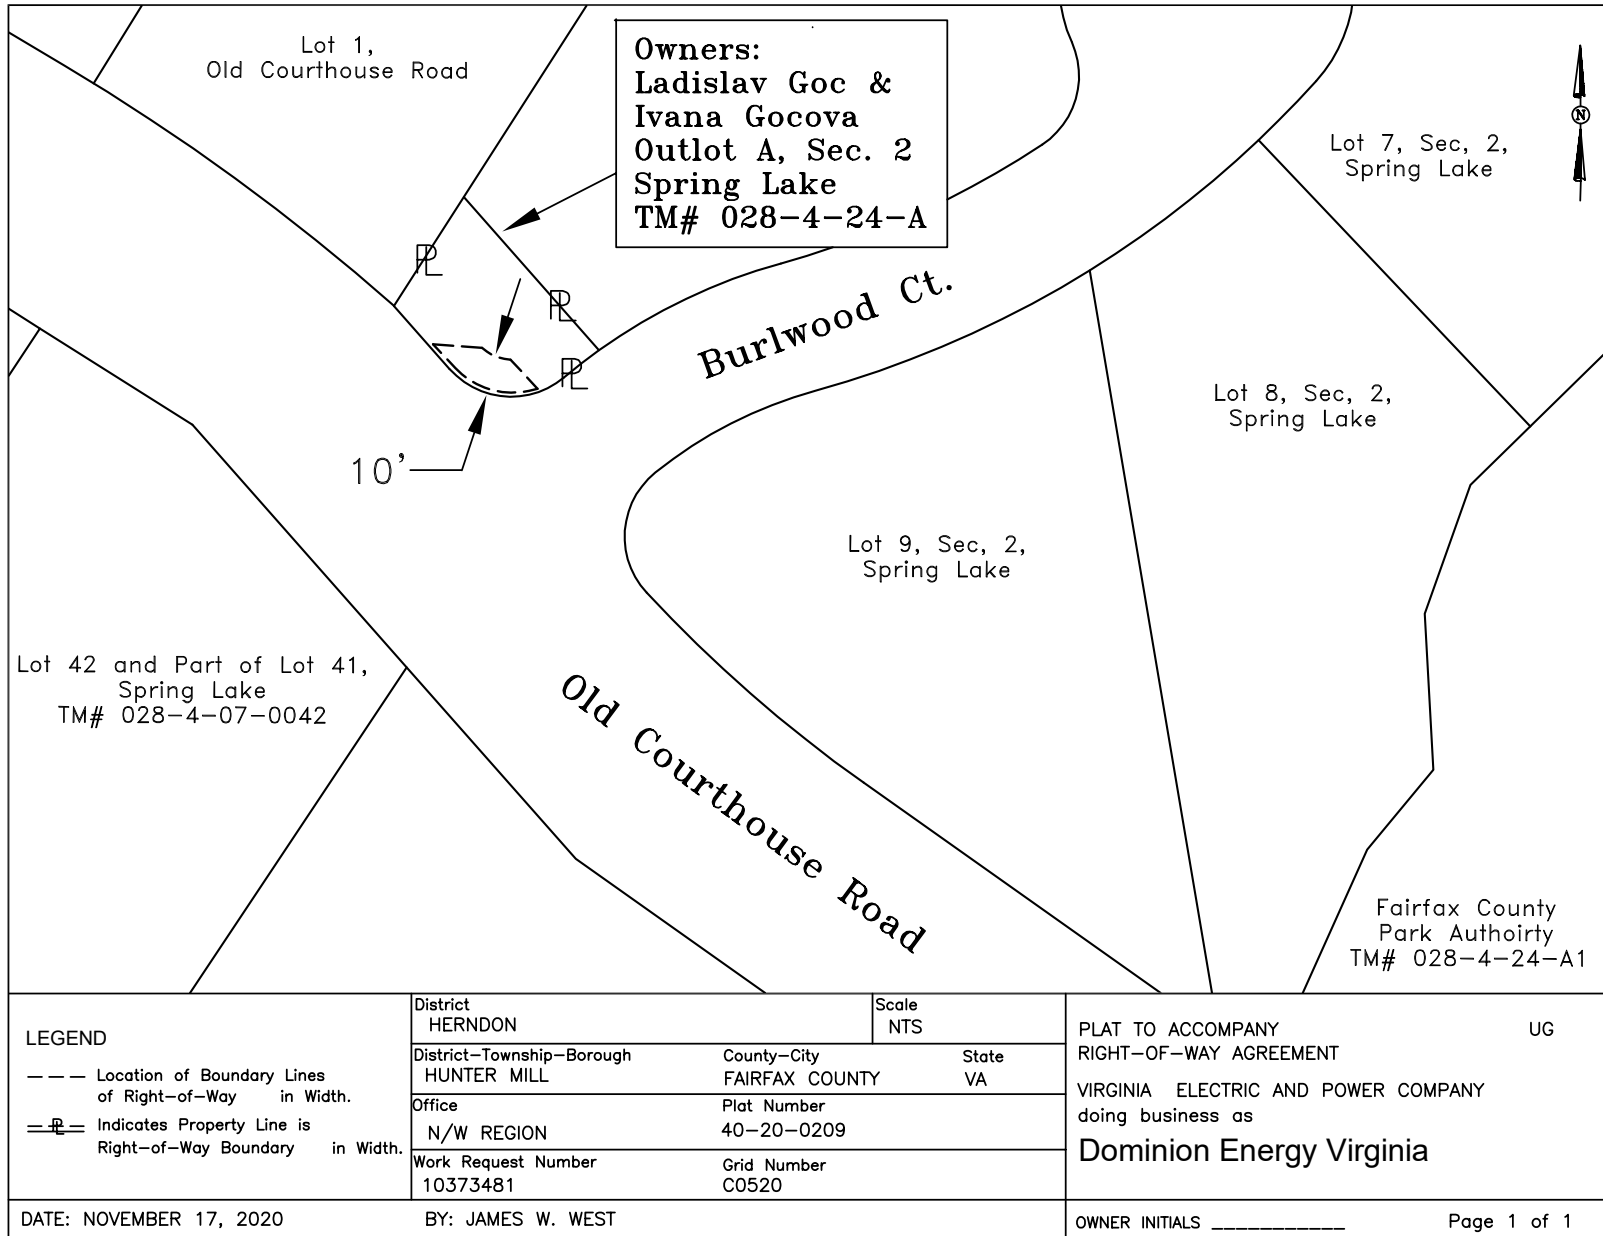 Lot 1,
Old Courthouse Road
Owners:
Ladislav Goc &
Ivana Gocova
Outlot A, Sec. 2
Spring Lake
TM# 028-4-24-A
N
Lot 7, Sec, 2,
Spring Lake
PL
PL
PL
Burlwood Ct.
10'
Lot 8, Sec, 2,
Spring Lake
Lot 9, Sec, 2,
Spring Lake
Lot 42 and Part of Lot 41,
Spring Lake
TM# 028-4-07-0042
Old Courthouse Road
Fairfax County
Park Authoirty
TM# 028-4-24-A1
LEGEND
Location of Boundary Lines
of Right-of-Way in Width.
PL Indicates Property Line is
Right-of-Way Boundary in Width.
District
HERNDON
Scale
NTS
District-Township-Borough
HUNTER MILL
County-City
FAIRFAX COUNTY
State
VA
Office
N/W REGION
Plat Number
40-20-0209
Work Request Number
10373481
Grid Number
C0520
PLAT TO ACCOMPANY UG
RIGHT-OF-WAY AGREEMENT
VIRGINIA ELECTRIC AND POWER COMPANY
doing business as
Dominion Energy Virginia
DATE: NOVEMBER 17, 2020 BY: JAMES W. WEST
OWNER INITIALS ___________ Page 1 of 1